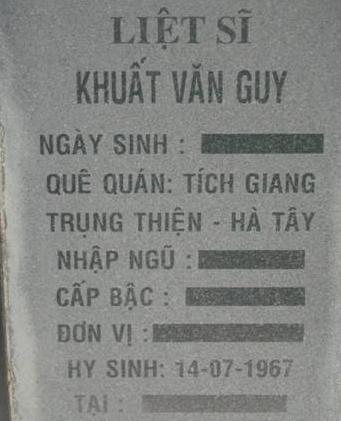 LIỆT SĨ
KHUẤT VĂN GUY
NGÀY SINH :
QUÊ QUÁN: TÍCH GIANG
TRUNG THIỆN - HÀ TÂY
NHẬP NGŨ :
CẤP BẬC :
ĐƠN VỊ :
HY SINH: 14-07-1967
TẠI :